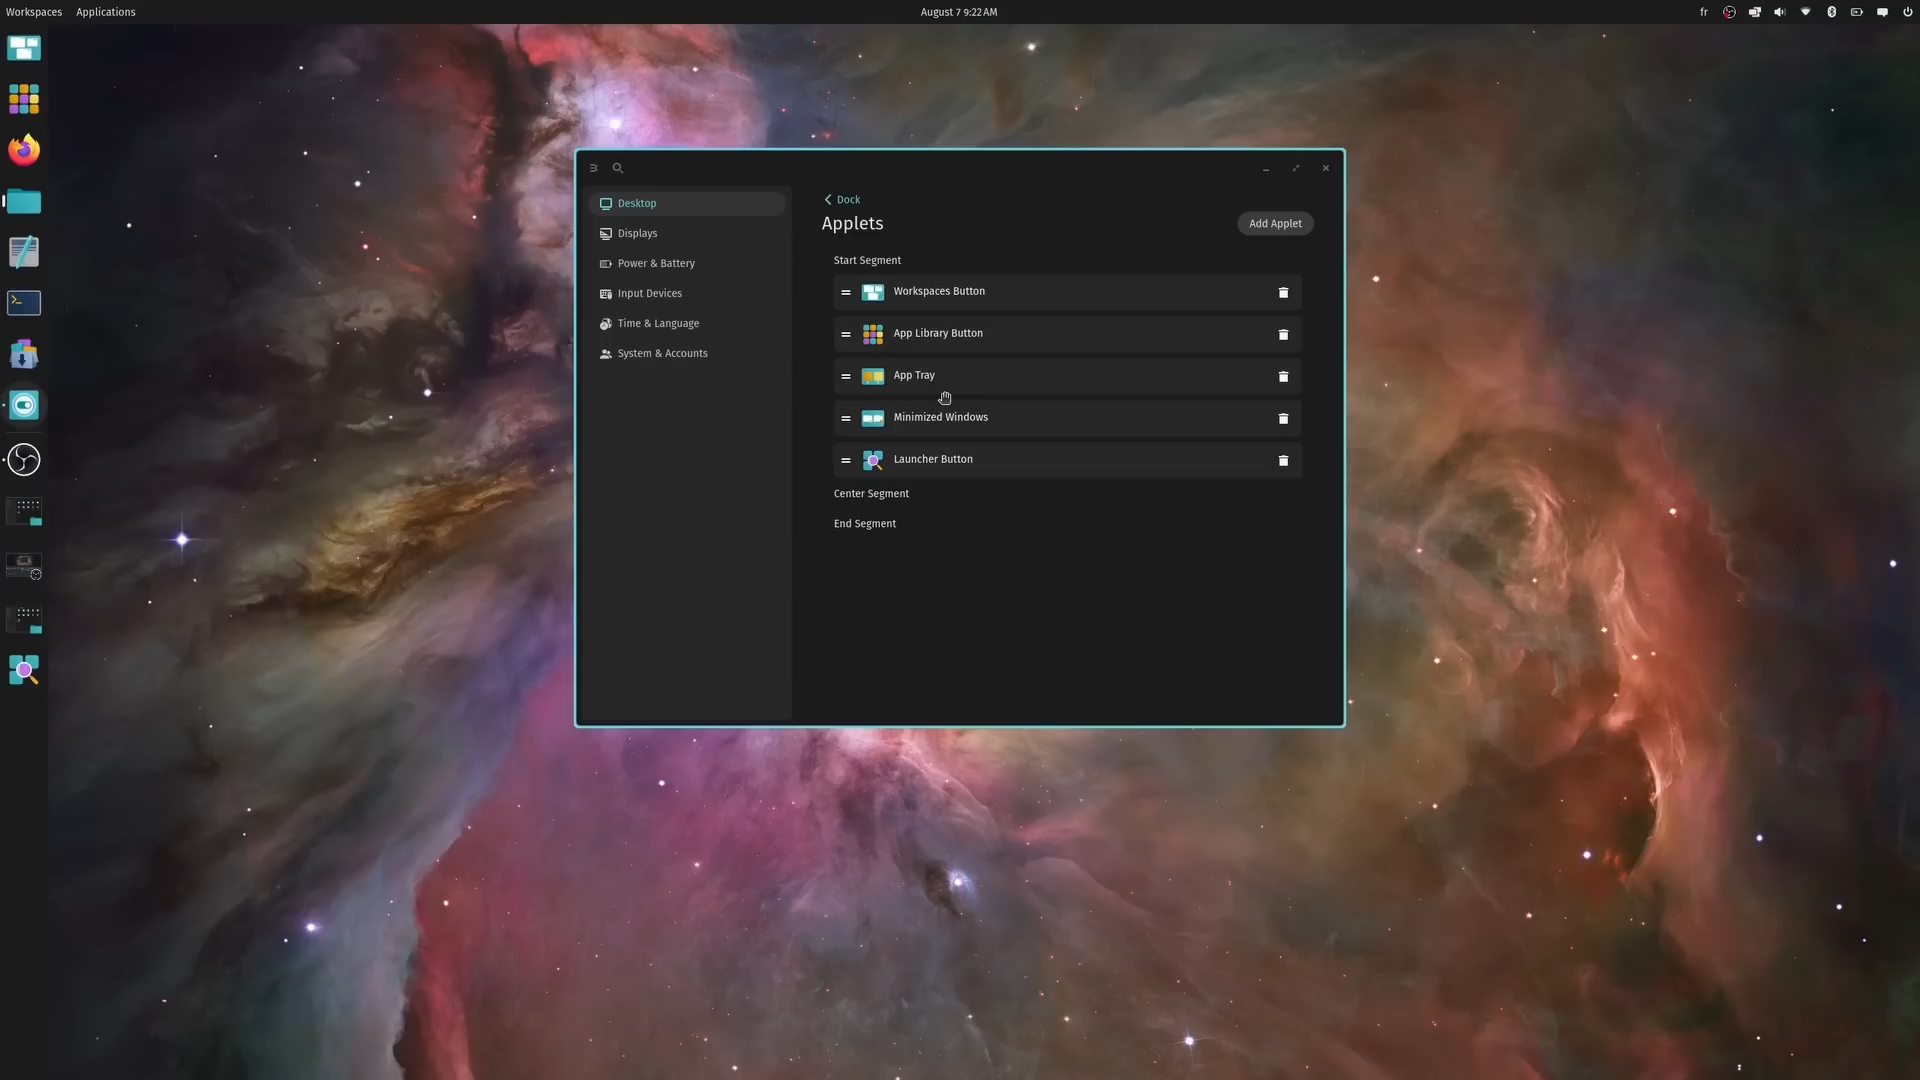 Workspaces Applications August 7 9:22 AM fr
Desktop
Displays
Power & Battery
Input Devices
Time & Language
System & Accounts
Dock
Applets
Add Applet
Start Segment
Workspaces Button
App Library Button
App Tray
Minimized Windows
Launcher Button
Center Segment
End Segment